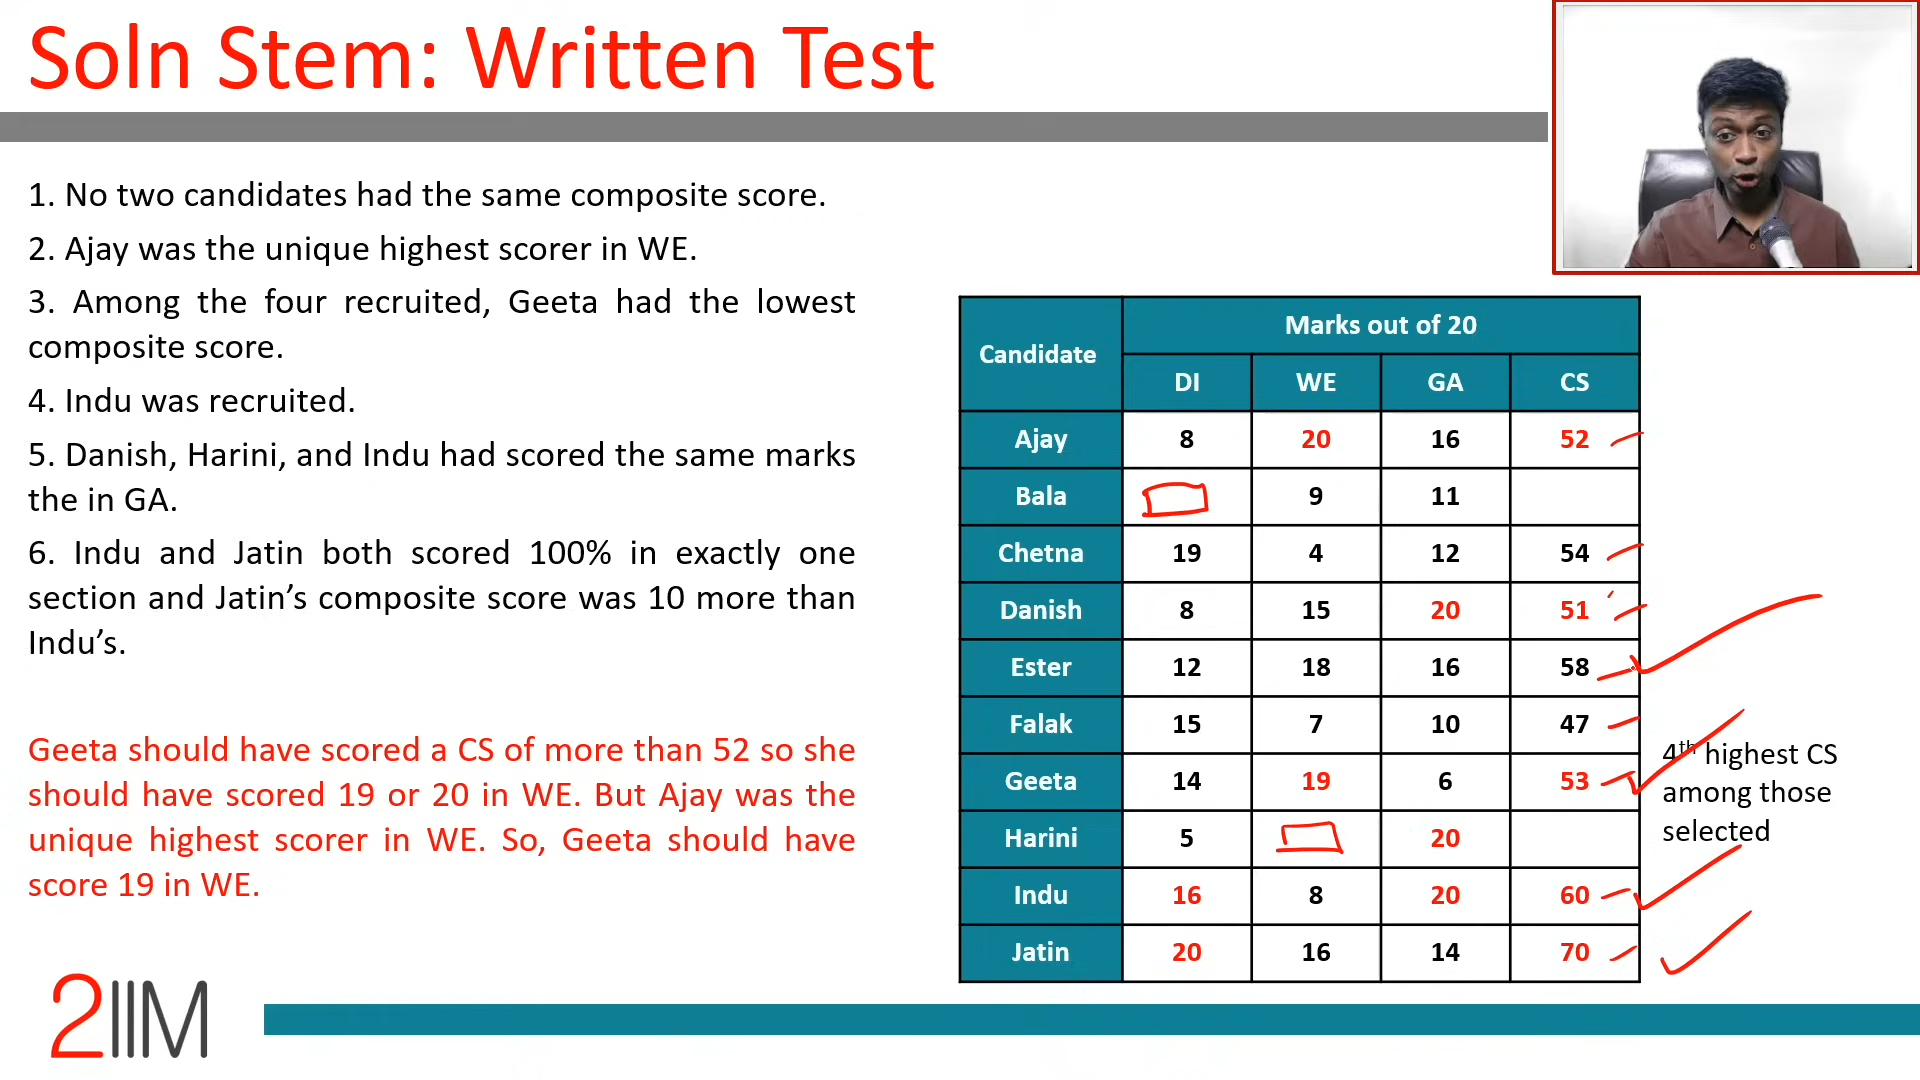 Soln Stem: Written Test
1. No two candidates had the same composite score.
2. Ajay was the unique highest scorer in WE.
3. Among the four recruited, Geeta had the lowest
composite score.
4. Indu was recruited.
5. Danish, Harini, and Indu had scored the same marks
the in GA.
6. Indu and Jatin both scored 100% in exactly one
section and Jatin’s composite score was 10 more than
Indu’s.
Geeta should have scored a CS of more than 52 so she
should have scored 19 or 20 in WE. But Ajay was the
unique highest scorer in WE. So, Geeta should have
score 19 in WE.
Candidate Marks out of 20
DI WE GA CS
Ajay 8 20 16 52
Bala 9 11
Chetna 19 4 12 54
Danish 8 15 20 51
Ester 12 18 16 58
Falak 15 7 10 47
Geeta 14 19 6 53
Harini 5 20
Indu 16 8 20 60
Jatin 20 16 14 70
4th highest CS
among those
selected
2IIM